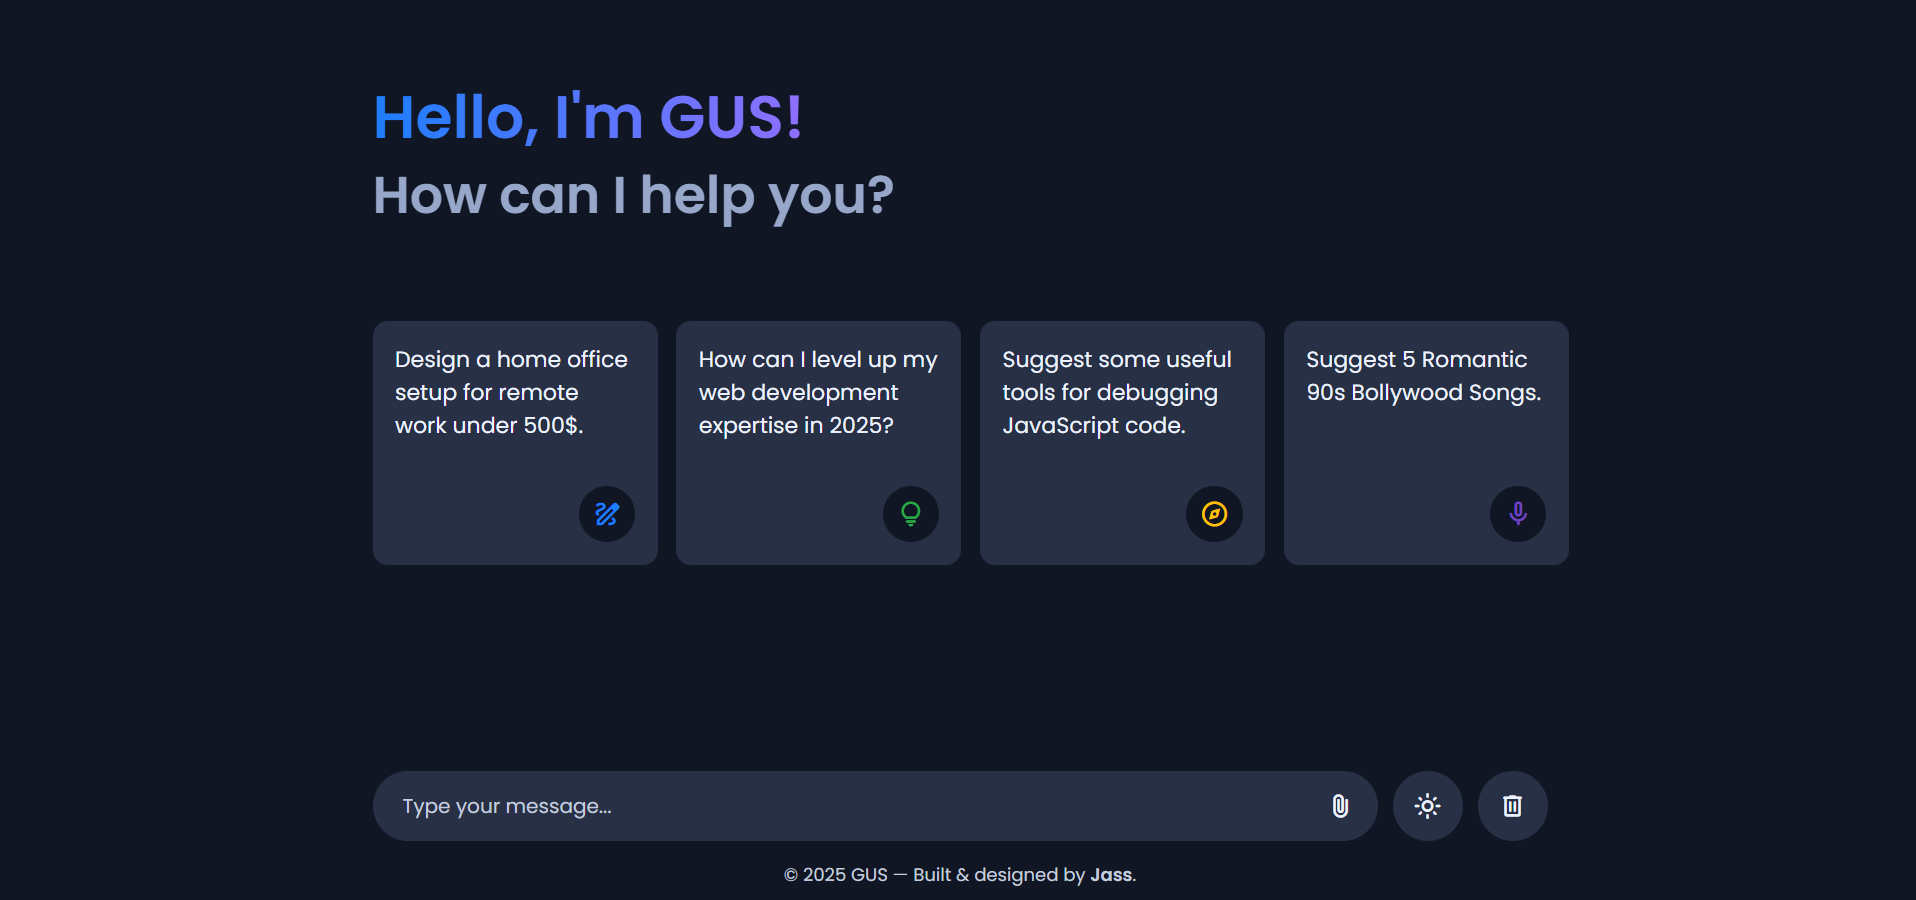 Hello, I'm GUS!
How can I help you?
Design a home office
setup for remote
work under 500$.
How can I level up my
web development
expertise in 2025?
Suggest some useful
tools for debugging
JavaScript code.
Suggest 5 Romantic
90s Bollywood Songs.
Type your message...
© 2025 GUS — Built & designed by Jass.